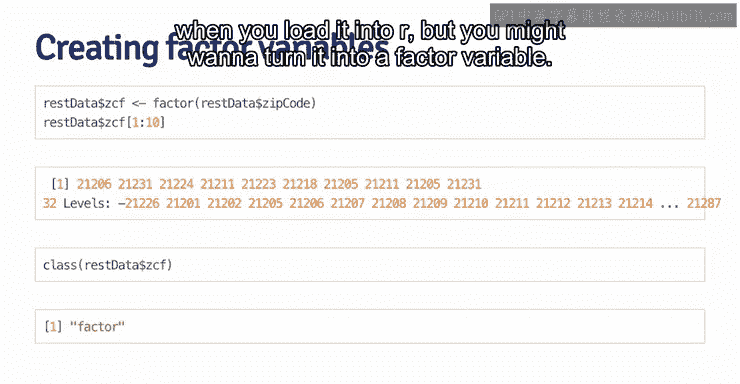 when you load it into r, but you might
wanna turn it into a factor variable.
Creating factor variables
restData$zcf <- factor(restData$zipCode)
restData$zcf[1:10]
[1] 21206 21231 21224 21211 21223 21218 21205 21211 21205 21231
32 Levels: -21226 21201 21202 21205 21206 21207 21208 21209 21210 21211 21212 21213 21214 ... 21287
class(restData$zcf)
[1] "factor"